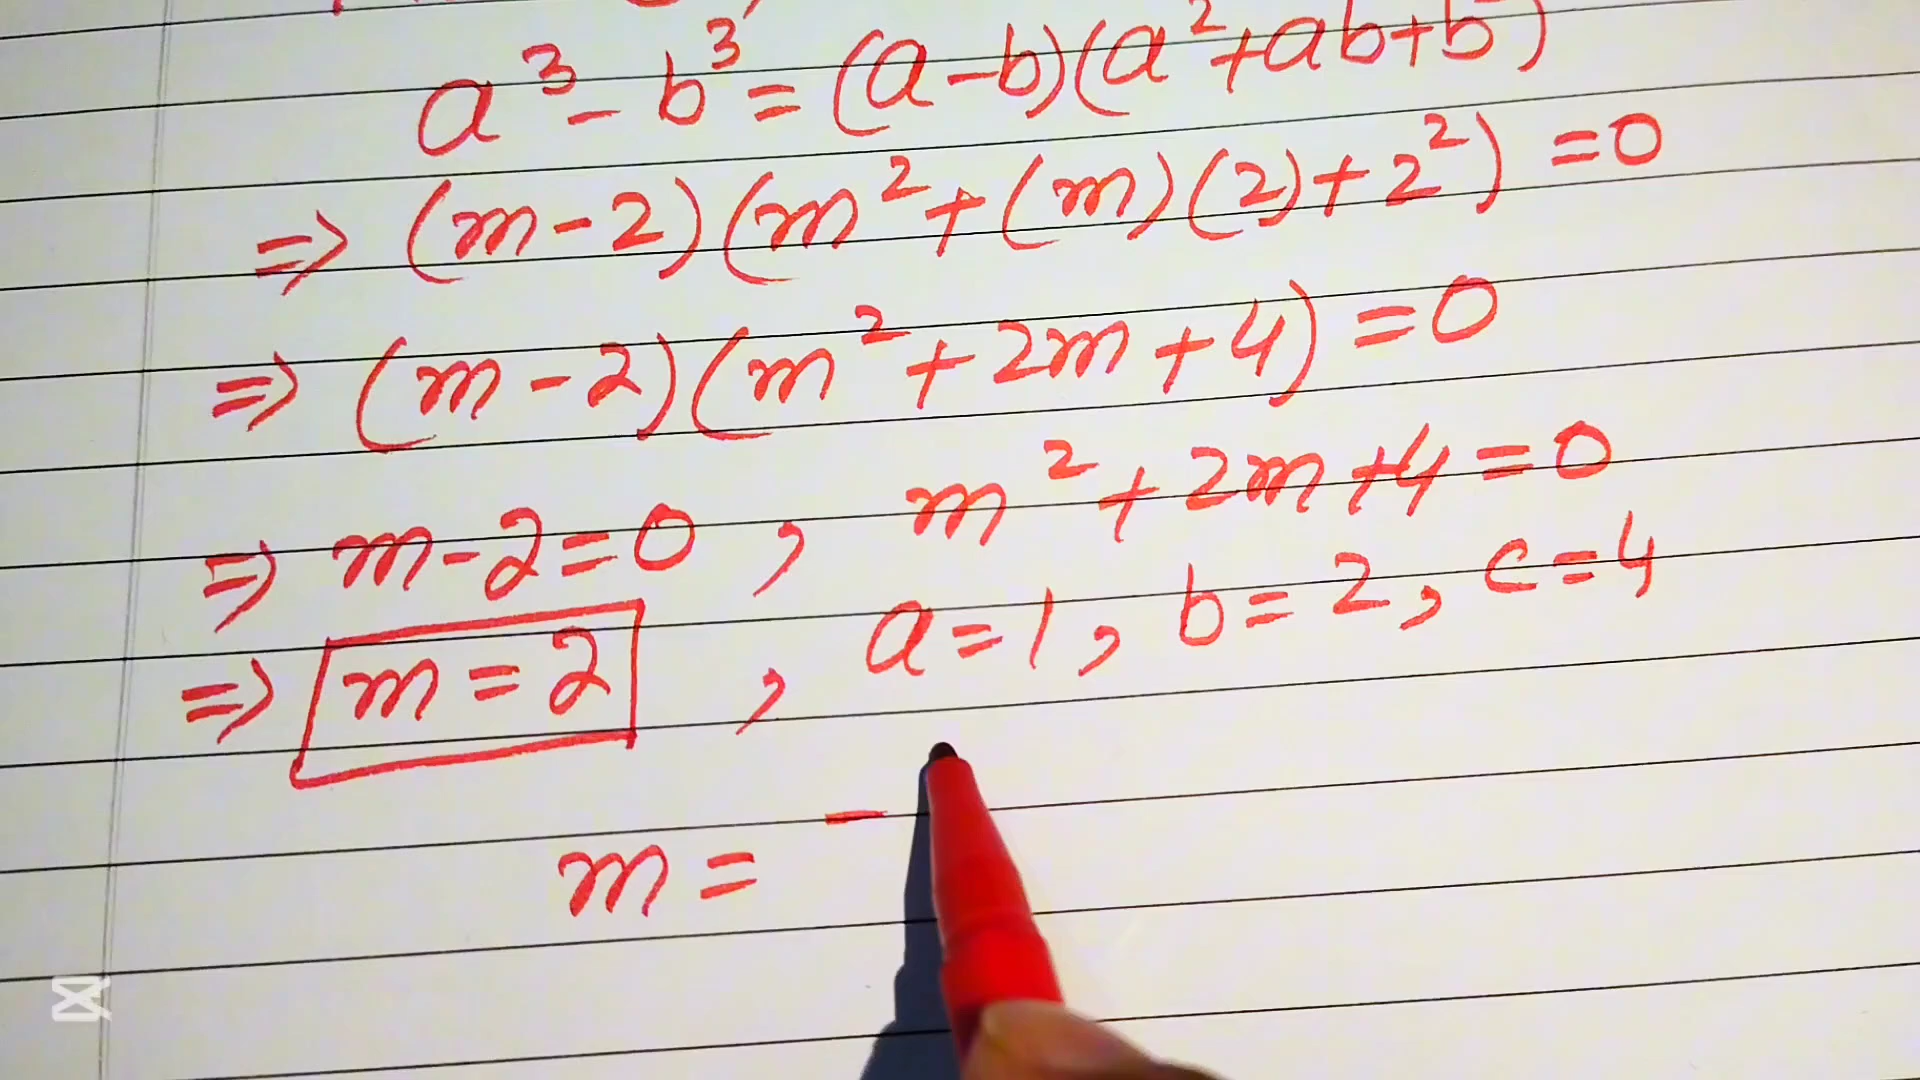 a³ - b³ = (a-b)(a²+ab+b²)
⇒ (m-2)(m²+(m)(2)+2²) = 0
⇒ (m-2)(m²+2m+4) = 0
⇒ m-2=0 , m²+2m+4=0
⇒ m=2 , a=1, b=2, c=4
m = -